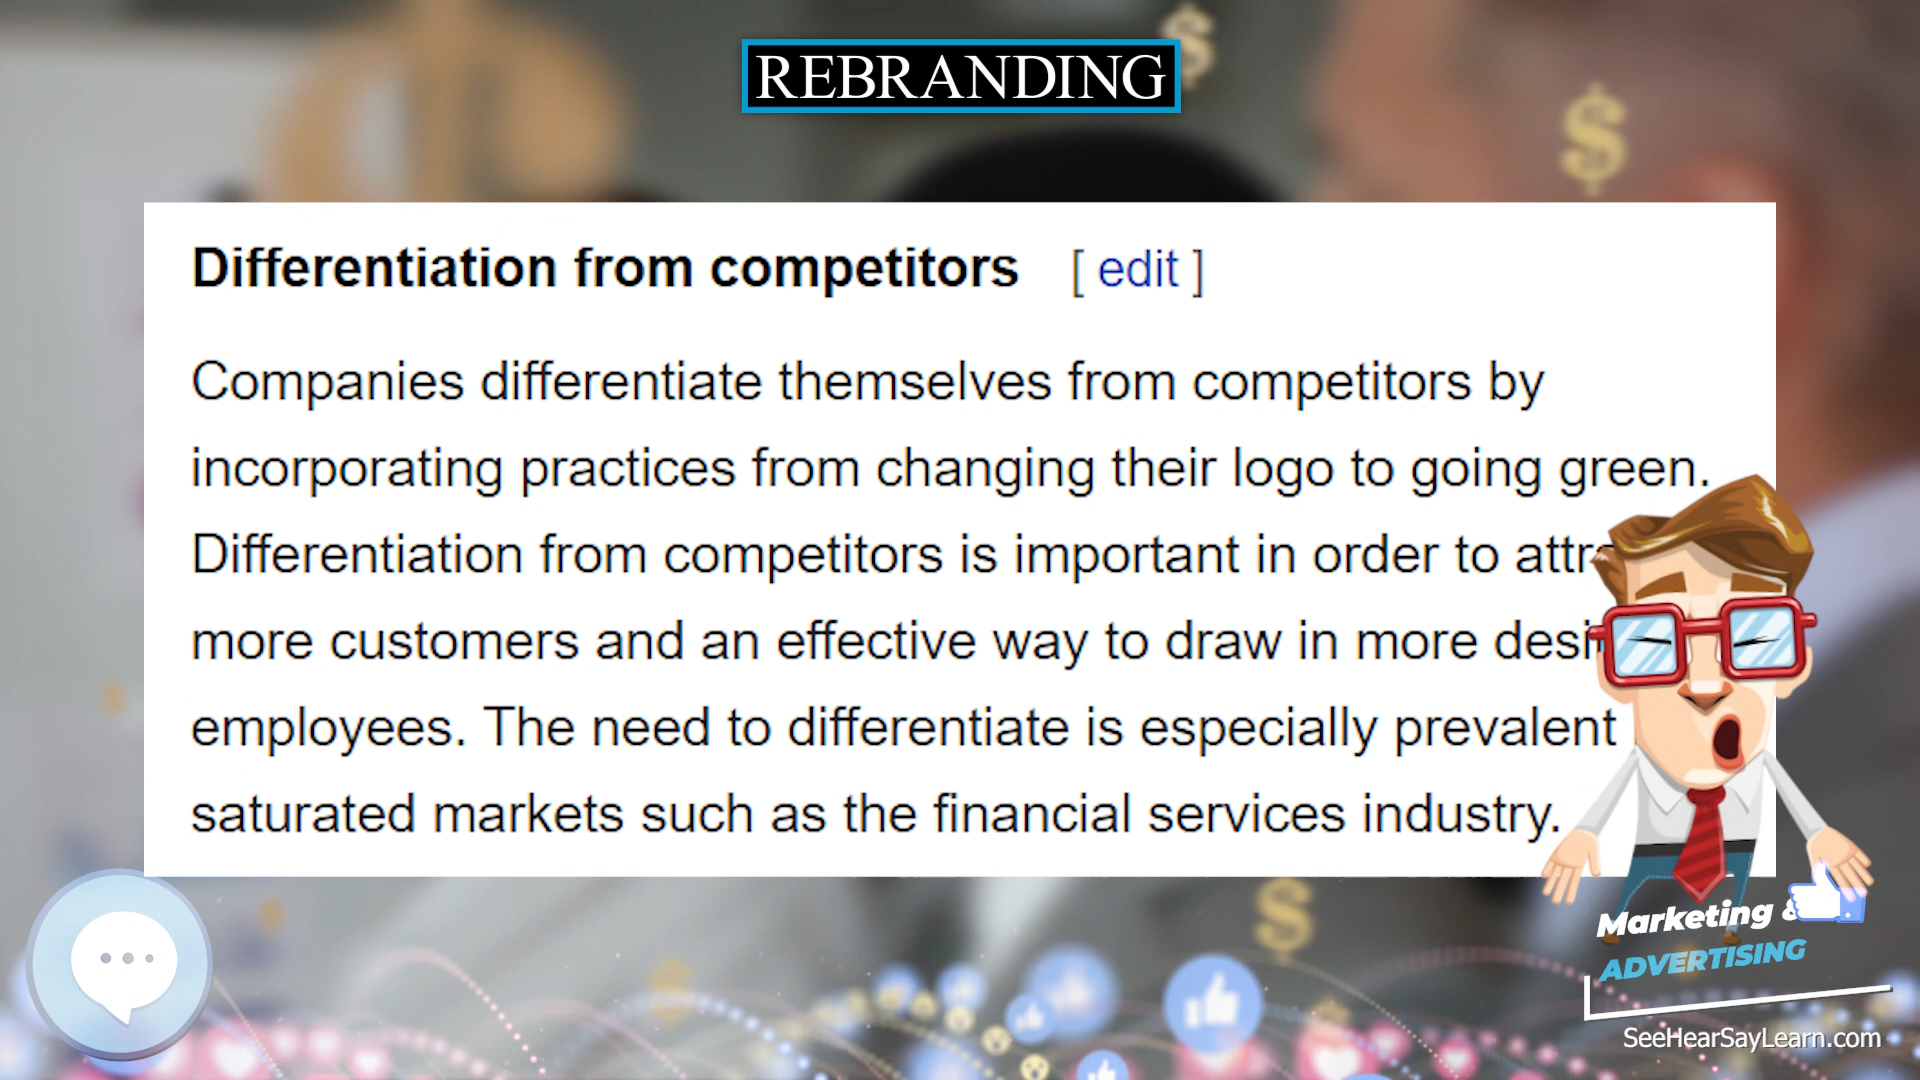 REBRANDING
Differentiation from competitors [ edit ]
Companies differentiate themselves from competitors by
incorporating practices from changing their logo to going green.
Differentiation from competitors is important in order to
more customers and an effective way to draw in more
employees. The need to differentiate is especially prevalent
saturated markets such as the financial services industry.
Marketing &
ADVERTISING
SeeHearSayLearn.com